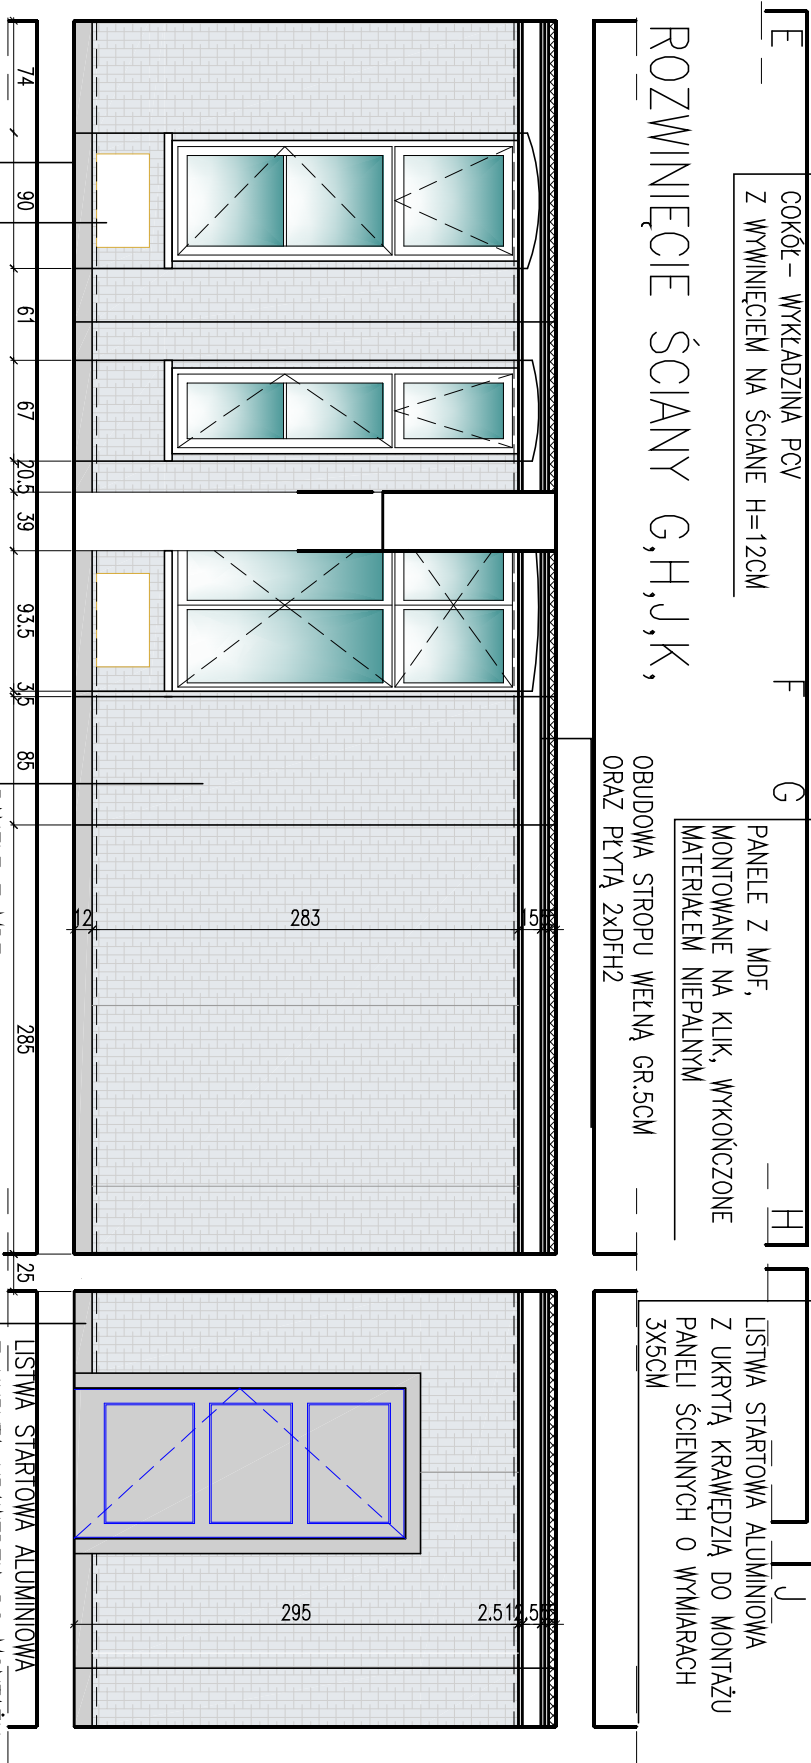 E
COKÓŁ- WYKŁADZINA PCV
Z WYWINIĘCIEM NA ŚCIANE H=12CM
F
G
PANELE Z MDF,
MONTOWANE NA KLIK, WYKOŃCZONE
MATERIAŁEM NIEPALNYM
H
LISTWA STARTOWA ALUMINIOWA
Z UKRYTĄ KRAWĘDZIĄ DO MONTAŻU
PANELI ŚCIENNYCH O WYMIARACH
3X5CM
J
ROZWINIĘCIE ŚCIANY G,H,J,K,
OBUDOWA STROPU WEŁNĄ GR.5CM
ORAZ PŁYTĄ 2xDFH2
12
283
15
295
2.5
74
90
61
67
20.5
39
93.5
3.5
85
285
25
LISTWA STARTOWA ALUMINIOWA